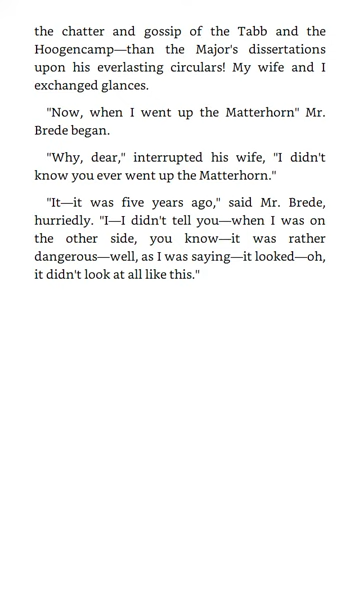 the chatter and gossip of the Tabb and the
Hoogencamp—than the Major's dissertations
upon his everlasting circulars! My wife and I
exchanged glances.
"Now, when I went up the Matterhorn" Mr.
Brede began.
"Why, dear," interrupted his wife, "I didn't
know you ever went up the Matterhorn."
"It—it was five years ago," said Mr. Brede,
hurriedly. "I—I didn't tell you—when I was on
the other side, you know—it was rather
dangerous—well, as I was saying—it looked—oh,
it didn't look at all like this."